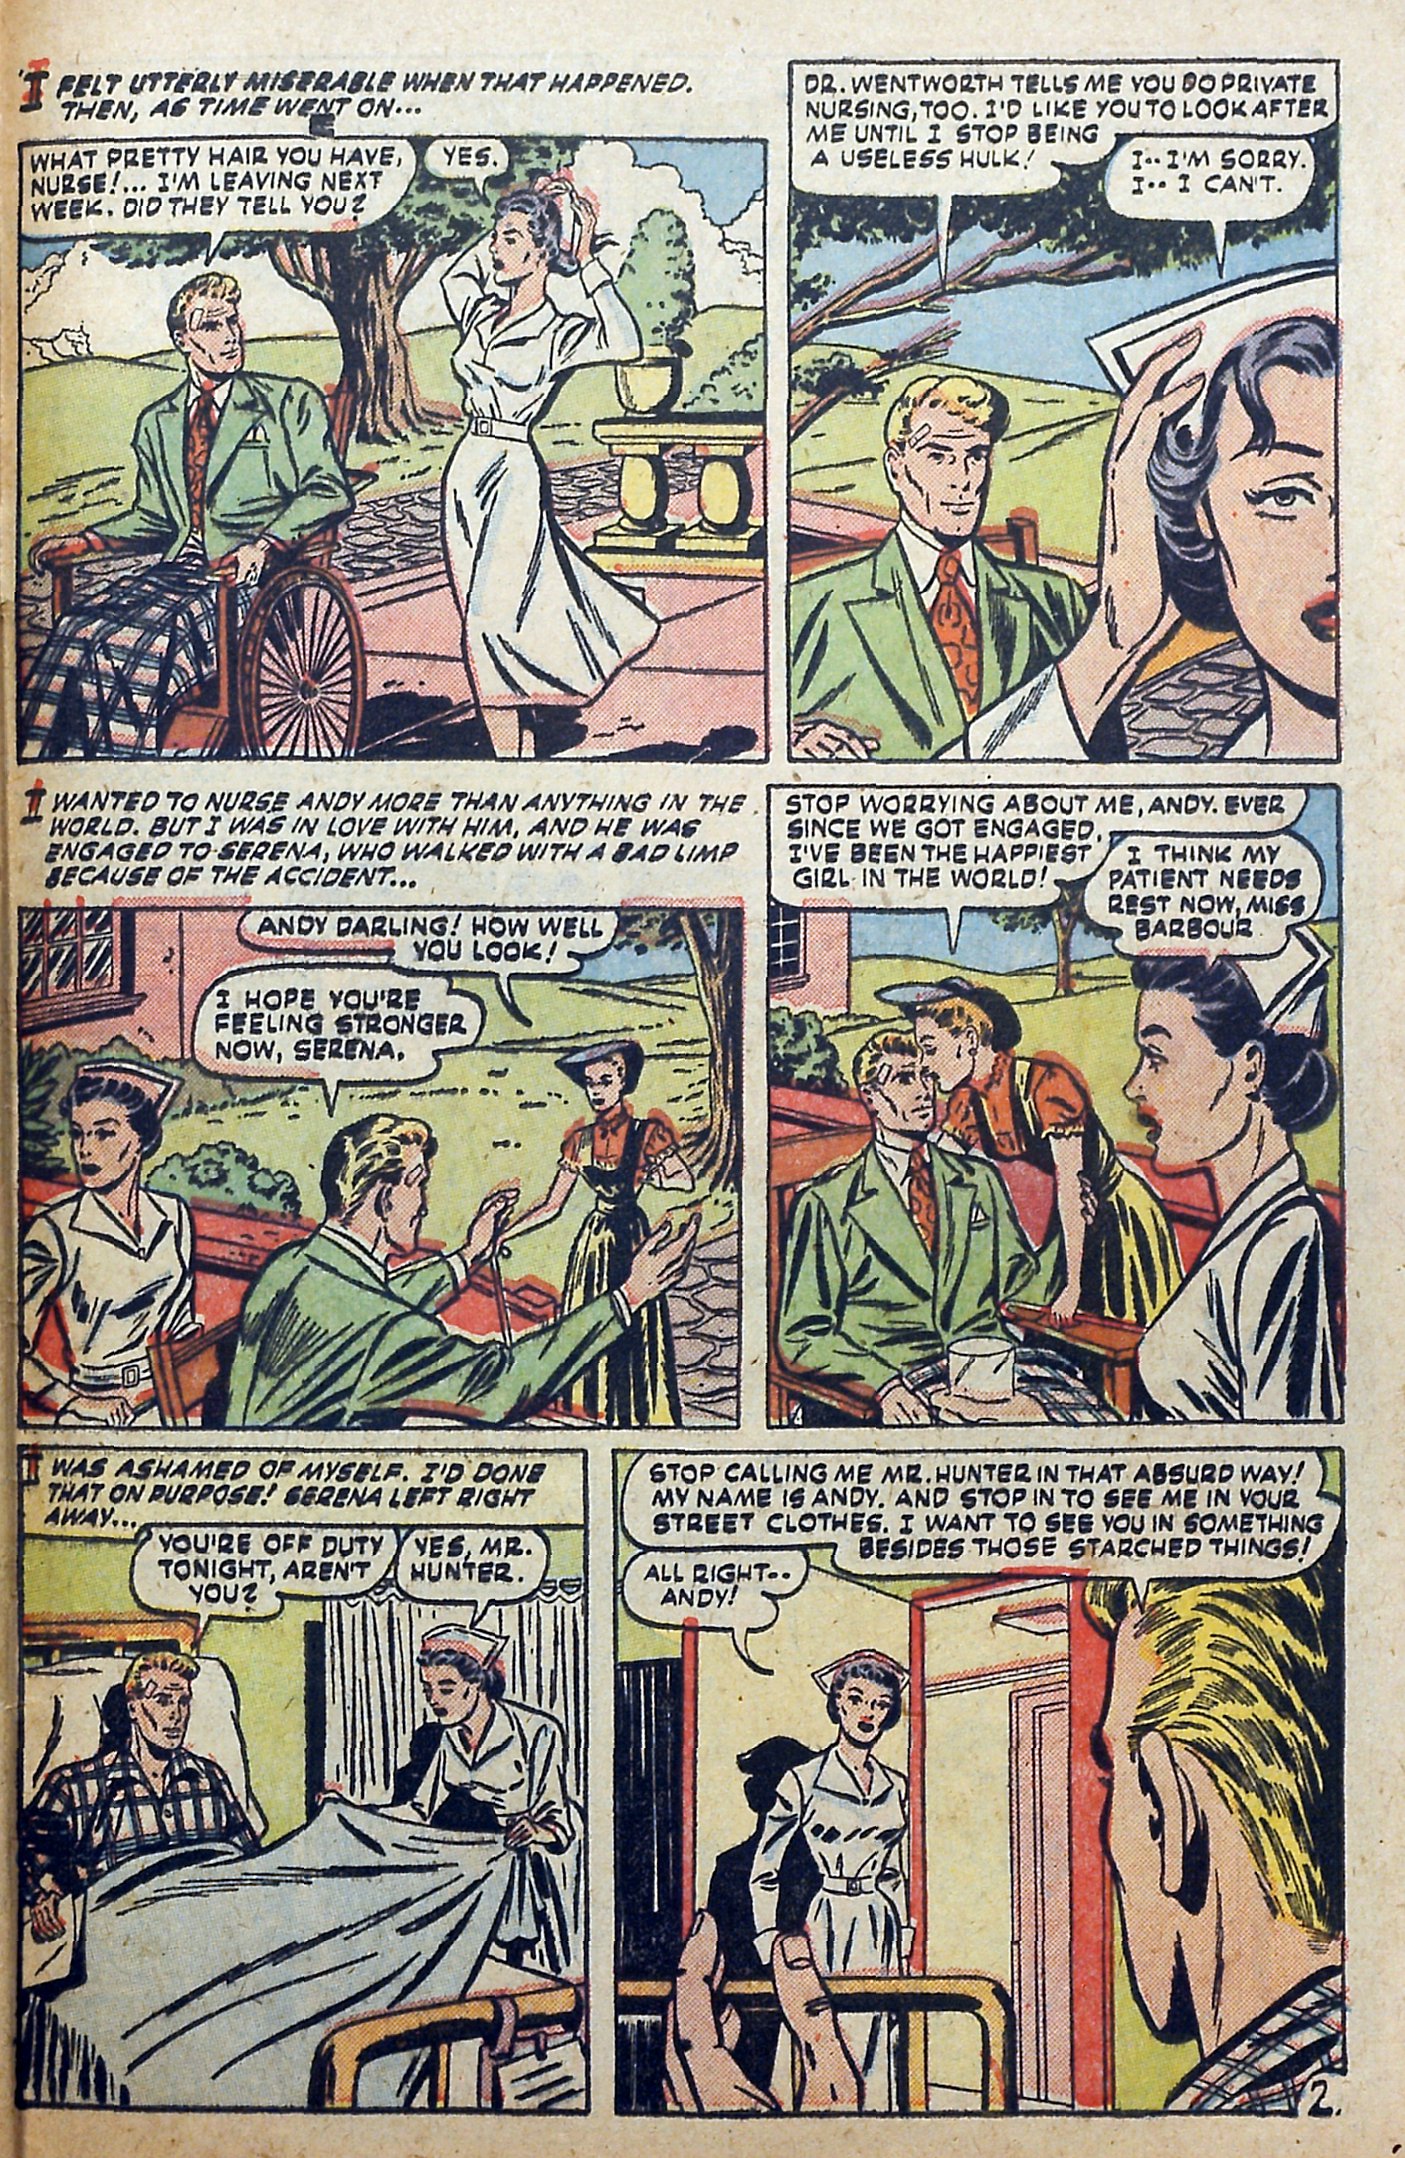 I FELT UTTERLY MISERABLE WHEN THAT HAPPENED.
THEN, AS TIME WENT ON...
WHAT PRETTY HAIR YOU HAVE,
NURSE!... I'M LEAVING NEXT
WEEK. DID THEY TELL YOU?
YES.
DR. WENTWORTH TELLS ME YOU DO PRIVATE
NURSING, TOO. I'D LIKE YOU TO LOOK AFTER
ME UNTIL I STOP BEING
A USELESS HULK!
I-- I'M SORRY.
I-- I CAN'T.
I WANTED TO NURSE ANDY MORE THAN ANYTHING IN THE
WORLD. BUT I WAS IN LOVE WITH HIM, AND HE WAS
ENGAGED TO SERENA, WHO WALKED WITH A BAD LIMP
BECAUSE OF THE ACCIDENT...
ANDY DARLING! HOW WELL
YOU LOOK!
I HOPE YOU'RE
FEELING STRONGER
NOW, SERENA.
STOP WORRYING ABOUT ME, ANDY. EVER
SINCE WE GOT ENGAGED,
I'VE BEEN THE HAPPIEST
GIRL IN THE WORLD!
I THINK MY
PATIENT NEEDS
REST NOW, MISS
BARBOUR.
I WAS ASHAMED OF MYSELF. I'D DONE
THAT ON PURPOSE! SERENA LEFT RIGHT
AWAY...
YOU'RE OFF DUTY
TONIGHT, AREN'T
YOU?
YES, MR.
HUNTER.
STOP CALLING ME MR. HUNTER IN THAT ABSURD WAY!
MY NAME IS ANDY. AND STOP IN TO SEE ME IN YOUR
STREET CLOTHES. I WANT TO SEE YOU IN SOMETHING
BESIDES THOSE STARCHED THINGS!
ALL RIGHT--
ANDY!
2.